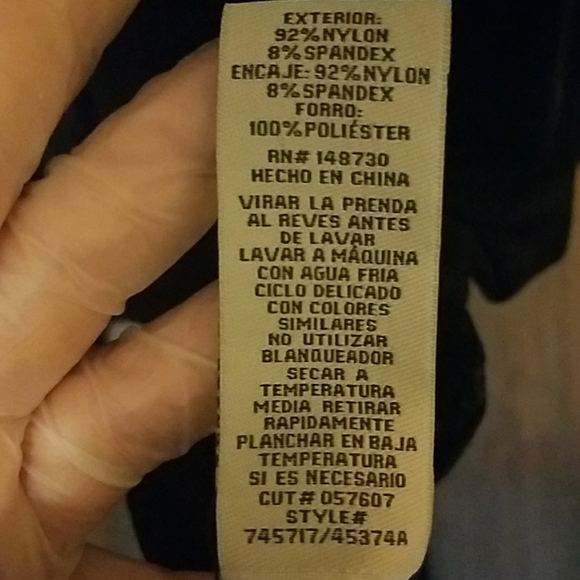 EXTERIOR:
92%NYLON
8%SPANDEX
ENCAJE: 92%NYLON
8%SPANDEX
FORRO:
100%POLIÉSTER
RN# 148730
HECHO EN CHINA
VIRAR LA PRENDA
AL REVES ANTES
DE LAVAR
LAVAR A MÁQUINA
CON AGUA FRIA
CICLO DELICADO
CON COLORES
SIMILARES
NO UTILIZAR
BLANQUEADOR
SECAR A
TEMPERATURA
MEDIA RETIRAR
RAPIDAMENTE
PLANCHAR EN BAJA
TEMPERATURA
SI ES NECESARIO
CUT# 057607
STYLE#
745717/45374A